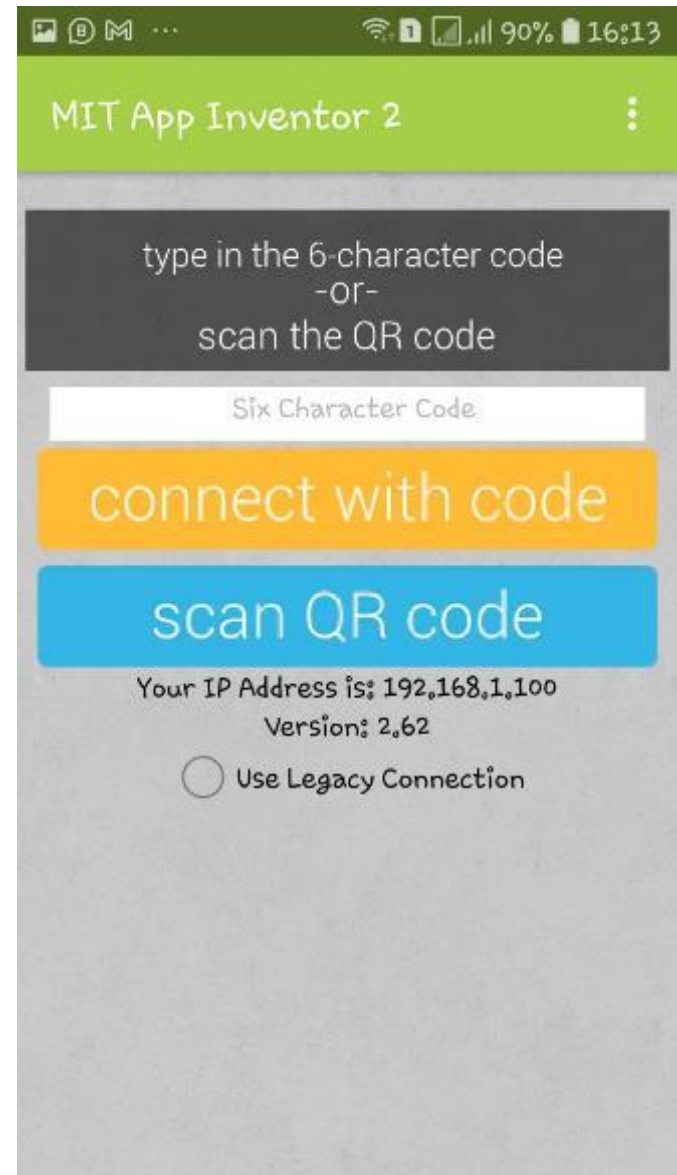 90% 16:13
MIT App Inventor 2
type in the 6-character code
-or-
scan the QR code
Six Character Code
connect with code
scan QR code
Your IP Address is: 192.168.1.100
Version: 2.62
Use Legacy Connection